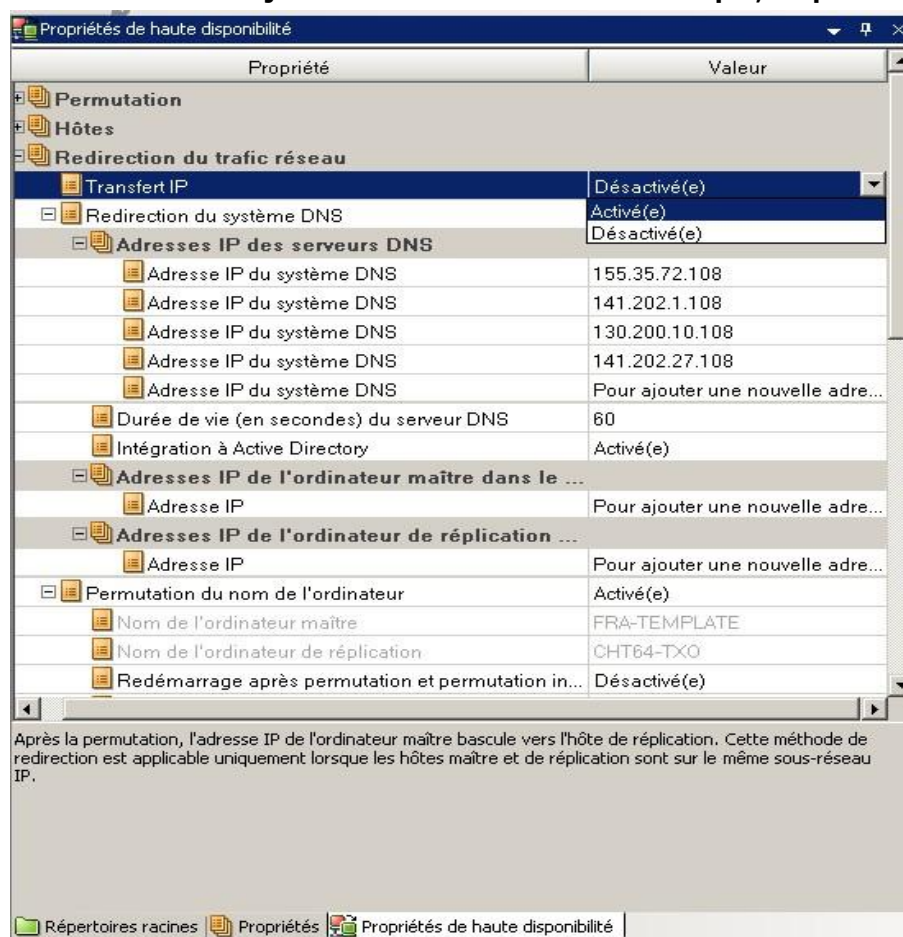 Propriétés de haute disponibilité
Propriété Valeur
Permutation
Hôtes
Redirection du trafic réseau
Transfert IP Désactivé(e)
Redirection du système DNS Activé(e)
Désactivé(e)
Adresses IP des serveurs DNS
Adresse IP du système DNS 155.35.72.108
Adresse IP du système DNS 141.202.1.108
Adresse IP du système DNS 130.200.10.108
Adresse IP du système DNS 141.202.27.108
Adresse IP du système DNS Pour ajouter une nouvelle adre...
Durée de vie (en secondes) du serveur DNS 60
Intégration à Active Directory Activé(e)
Adresses IP de l'ordinateur maître dans le ...
Adresse IP Pour ajouter une nouvelle adre...
Adresses IP de l'ordinateur de réplication ...
Adresse IP Pour ajouter une nouvelle adre...
Permutation du nom de l'ordinateur Activé(e)
Nom de l'ordinateur maître FRA-TEMPLATE
Nom de l'ordinateur de réplication CHT64-TXO
Redémarrage après permutation et permutation in... Désactivé(e)
Après la permutation, l'adresse IP de l'ordinateur maître bascule vers l'hôte de réplication. Cette méthode de
redirection est applicable uniquement lorsque les hôtes maître et de réplication sont sur le même sous-réseau
IP.
Répertoires racines Propriétés Propriétés de haute disponibilité